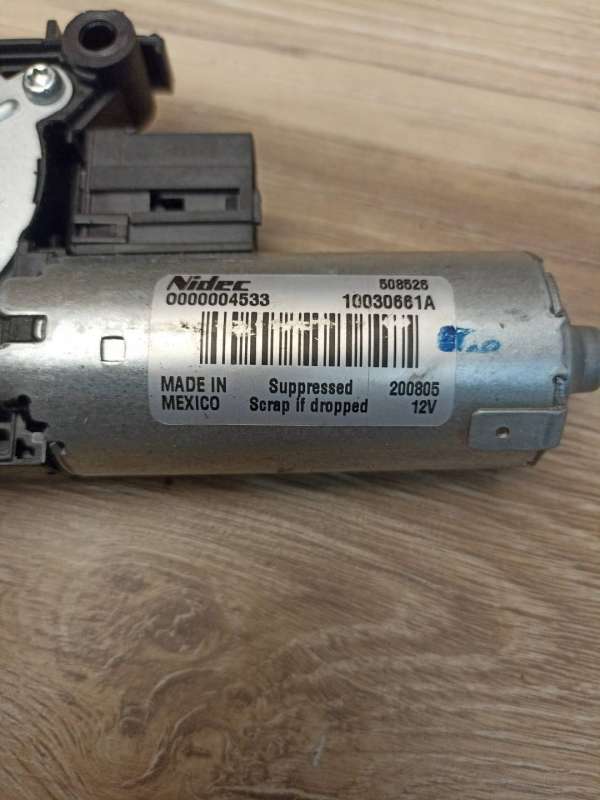 Nidec 508526
0000004533 10030661A
MADE IN Suppressed 200805
MEXICO Scrap if dropped 12V